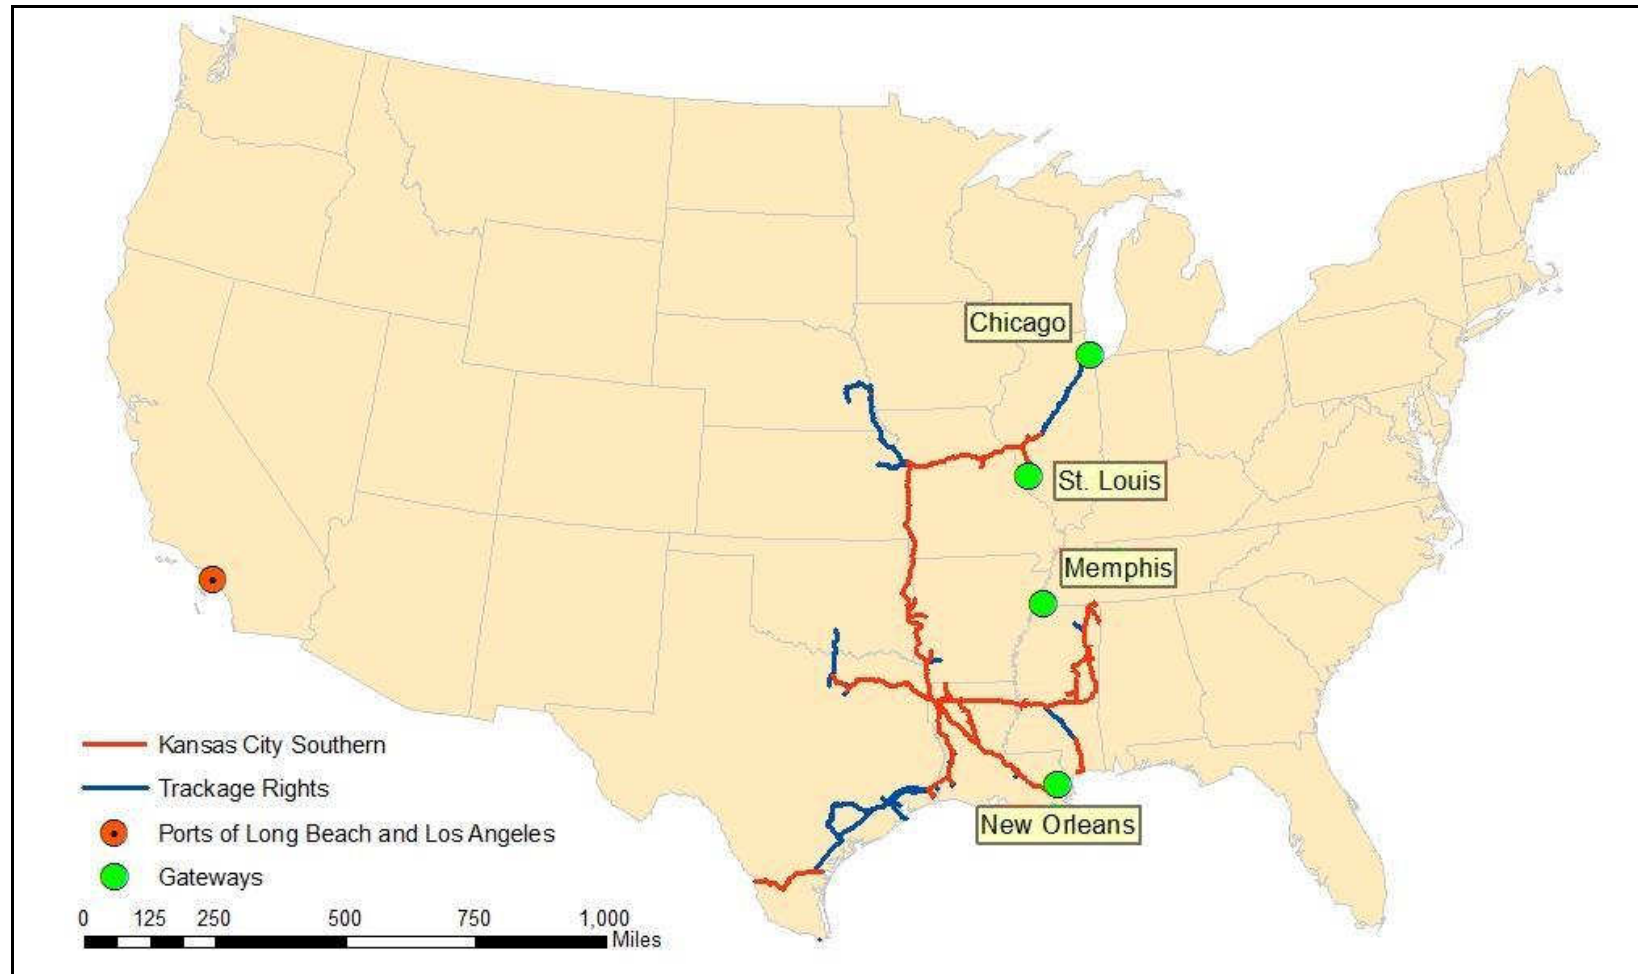 Chicago
St. Louis
Memphis
New Orleans
Kansas City Southern
Trackage Rights
Ports of Long Beach and Los Angeles
Gateways
0 125 250 500 750 1,000
Miles